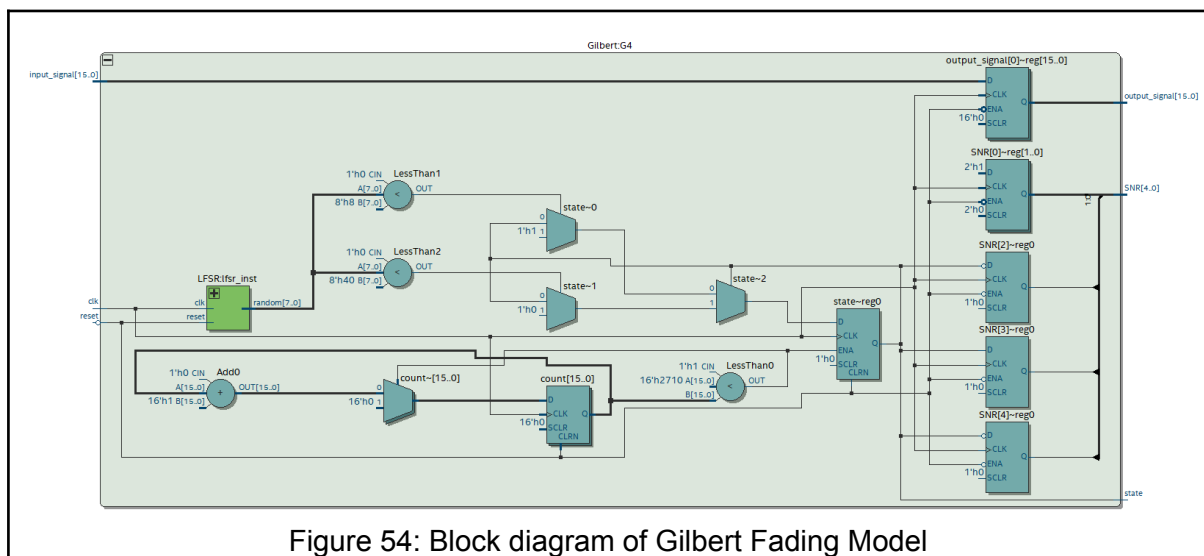 Gilbert:G4
input_signal[15..0]
output_signal[0]~reg[15..0]
D
CLK
ENA
16'h0
SCLR
Q
output_signal[15..0]
SNR[0]~reg[1..0]
2'h1
D
CLK
ENA
2'h0
SCLR
Q
1:0
SNR[4..0]
LessThan1
1'h0 CIN
A[7..0]
8'h8 B[7..0]
<
OUT
state~0
0
1'h1
1
LessThan2
1'h0 CIN
A[7..0]
8'h40 B[7..0]
<
OUT
state~1
0
1'h0
1
state~2
0
1
SNR[2]~reg0
D
CLK
ENA
1'h0
SCLR
Q
LFSR:lfsr_inst
clk
clk
reset
reset
random[7..0]
state~reg0
D
CLK
ENA
1'h0
SCLR
CLRN
Q
SNR[3]~reg0
D
CLK
ENA
1'h0
SCLR
Q
Add0
1'h0 CIN
A[15..0]
16'h1 B[15..0]
+
OUT[15..0]
count~[15..0]
0
16'h0
1
count[15..0]
D
CLK
16'h0
SCLR
CLRN
Q
LessThan0
1'h1 CIN
16'h2710 A[15..0]
B[15..0]
<
OUT
SNR[4]~reg0
D
CLK
ENA
1'h0
SCLR
Q
state
Figure 54: Block diagram of Gilbert Fading Model